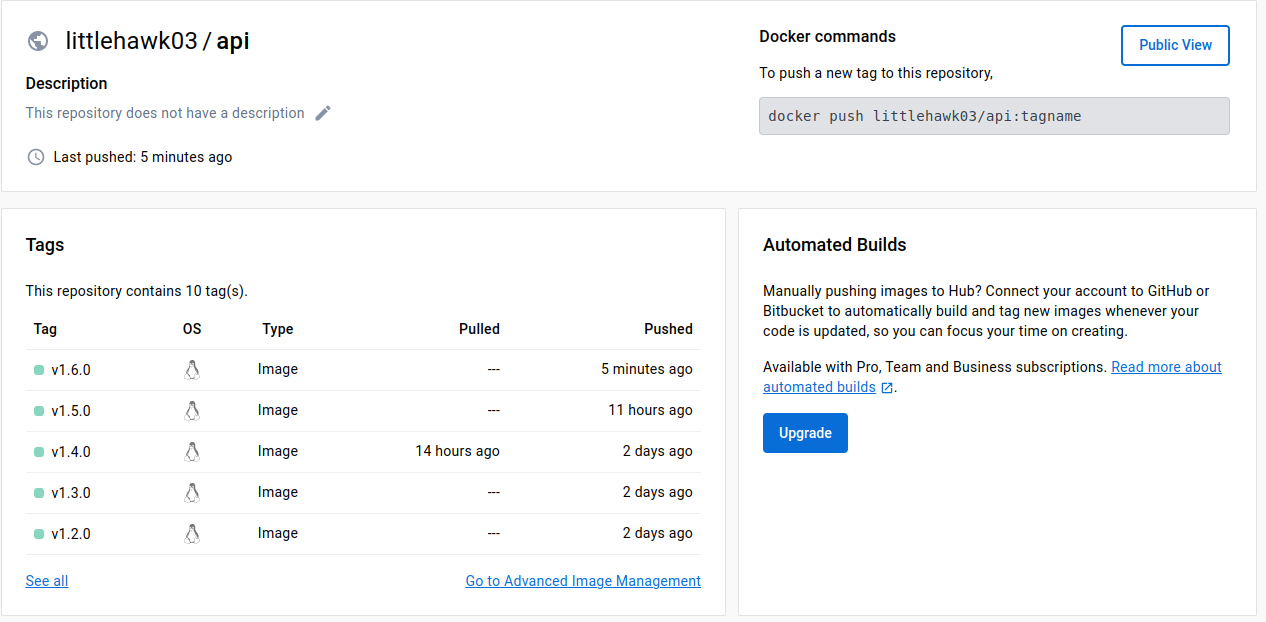 littlehawk03 / api
Description
This repository does not have a description
Last pushed: 5 minutes ago
Docker commands
To push a new tag to this repository,
docker push littlehawk03/api:tagname
Public View
Tags
This repository contains 10 tag(s).
Tag OS Type Pulled Pushed
v1.6.0 Image --- 5 minutes ago
v1.5.0 Image --- 11 hours ago
v1.4.0 Image 14 hours ago 2 days ago
v1.3.0 Image --- 2 days ago
v1.2.0 Image --- 2 days ago
See all Go to Advanced Image Management
Automated Builds
Manually pushing images to Hub? Connect your account to GitHub or
Bitbucket to automatically build and tag new images whenever your
code is updated, so you can focus your time on creating.
Available with Pro, Team and Business subscriptions. Read more about
automated builds .
Upgrade